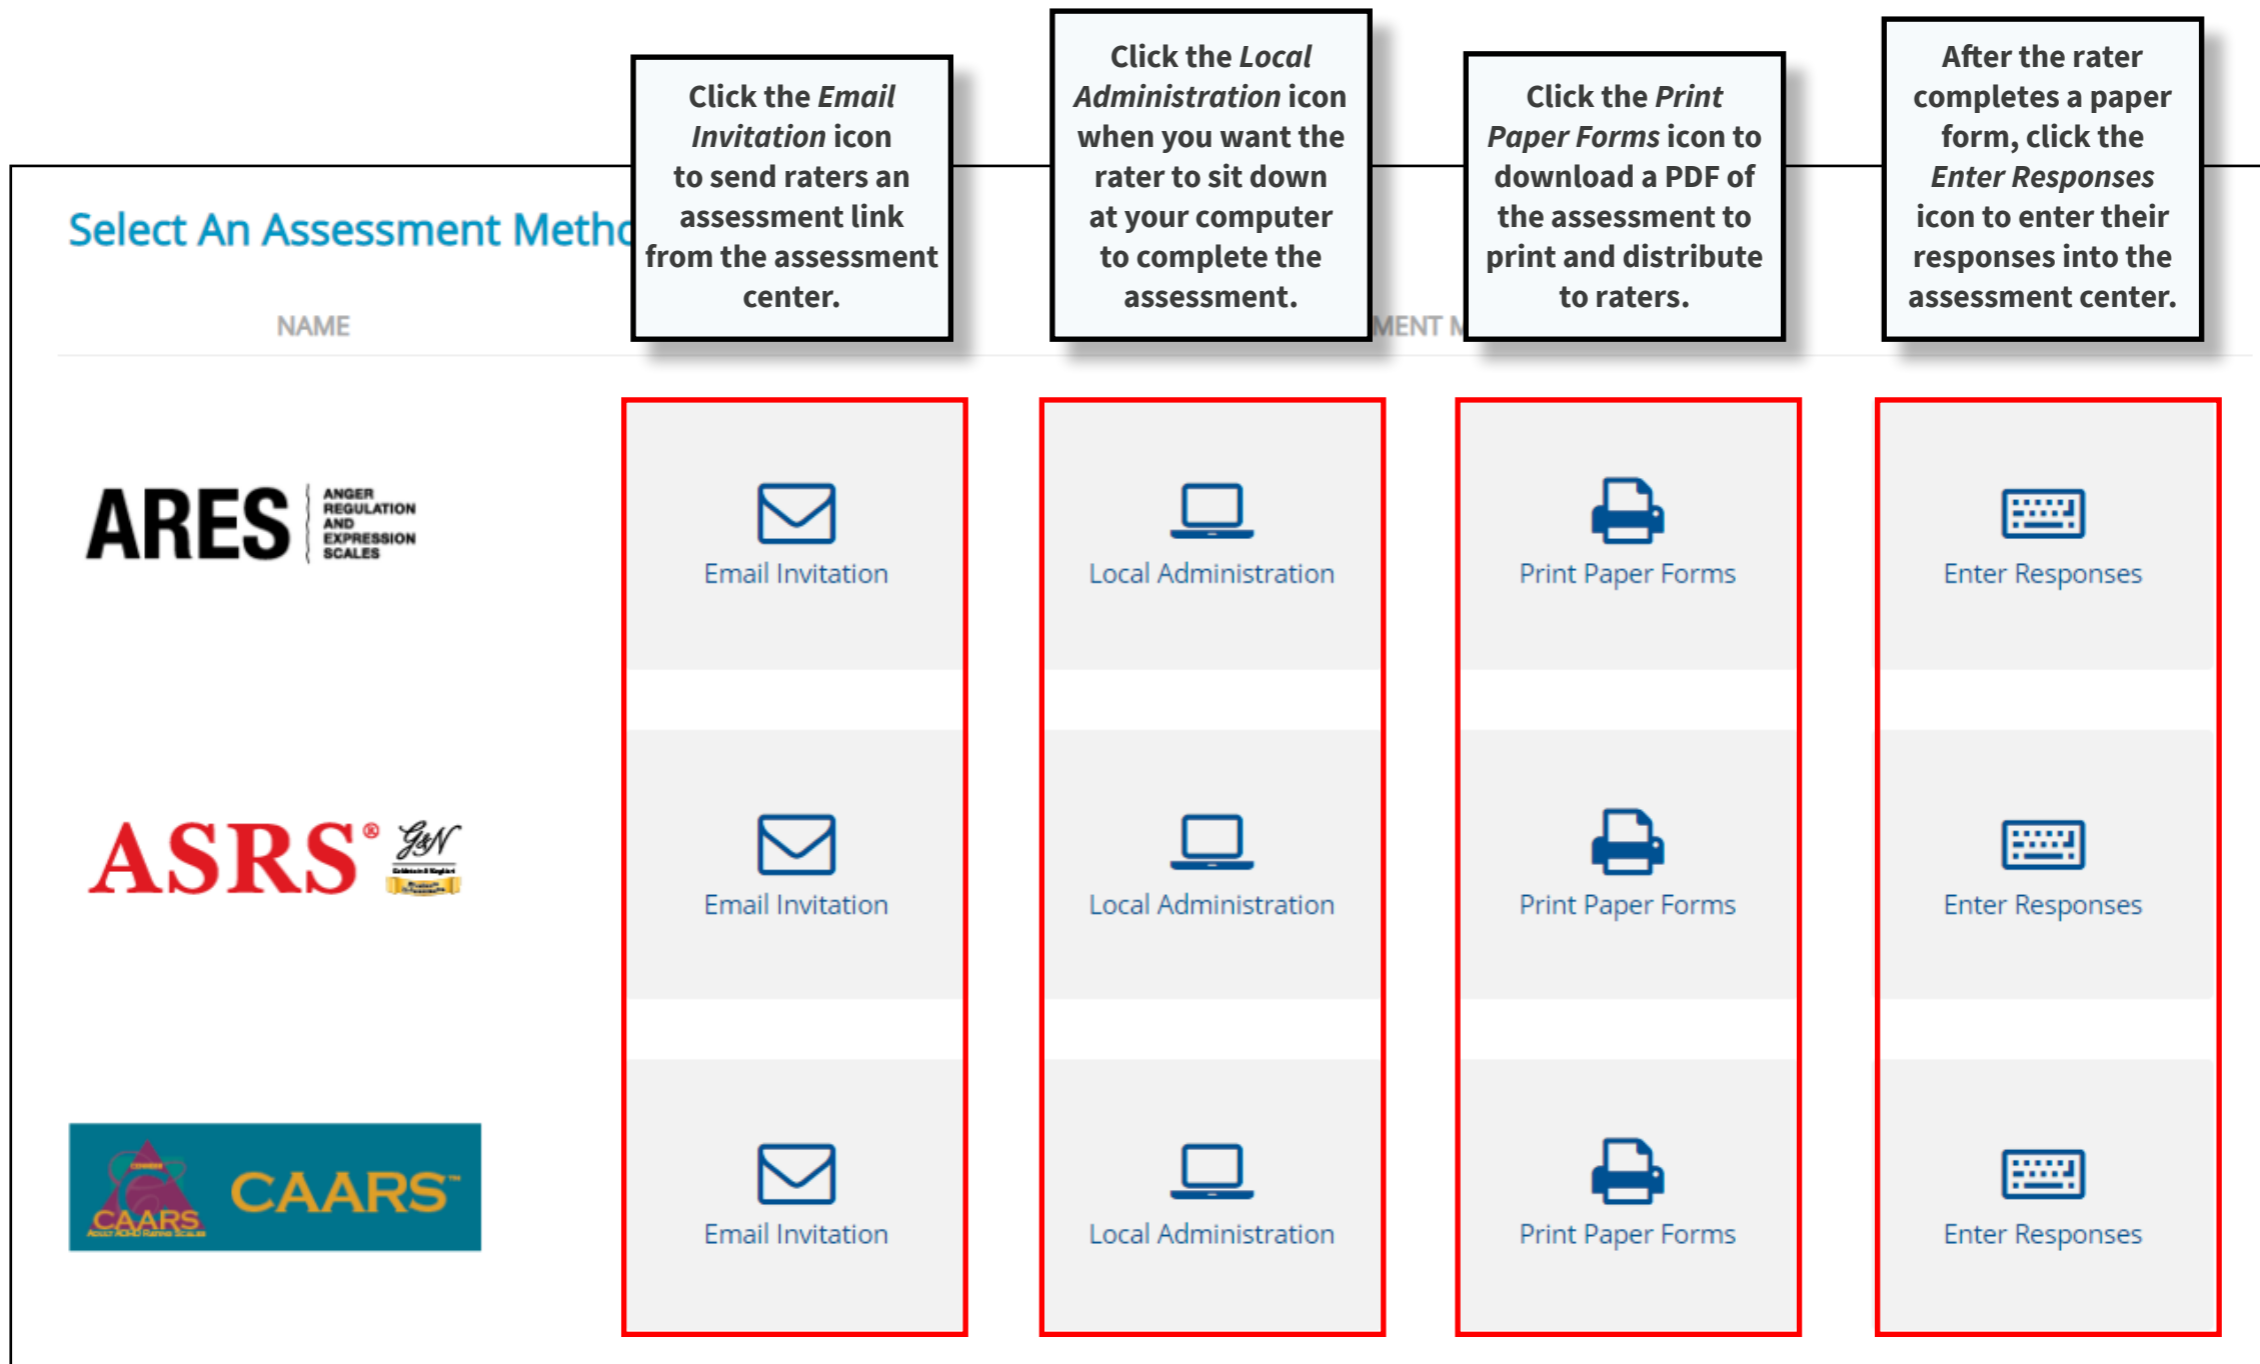 Click the Email
Invitation icon
to send raters an
assessment link
from the assessment
center.
Click the Local
Administration icon
when you want the
rater to sit down
at your computer
to complete the
assessment.
Click the Print
Paper Forms icon to
download a PDF of
the assessment to
print and distribute
to raters.
After the rater
completes a paper
form, click the
Enter Responses
icon to enter their
responses into the
assessment center.
Select An Assessment Metho
NAME
MENT M
ARES
ANGER
REGULATION
AND
EXPRESSION
SCALES
Email Invitation
Local Administration
Print Paper Forms
Enter Responses
ASRS®
G&N
Email Invitation
Local Administration
Print Paper Forms
Enter Responses
CAARS
ADULT ADHD RATING SCALES
CAARS™
Email Invitation
Local Administration
Print Paper Forms
Enter Responses